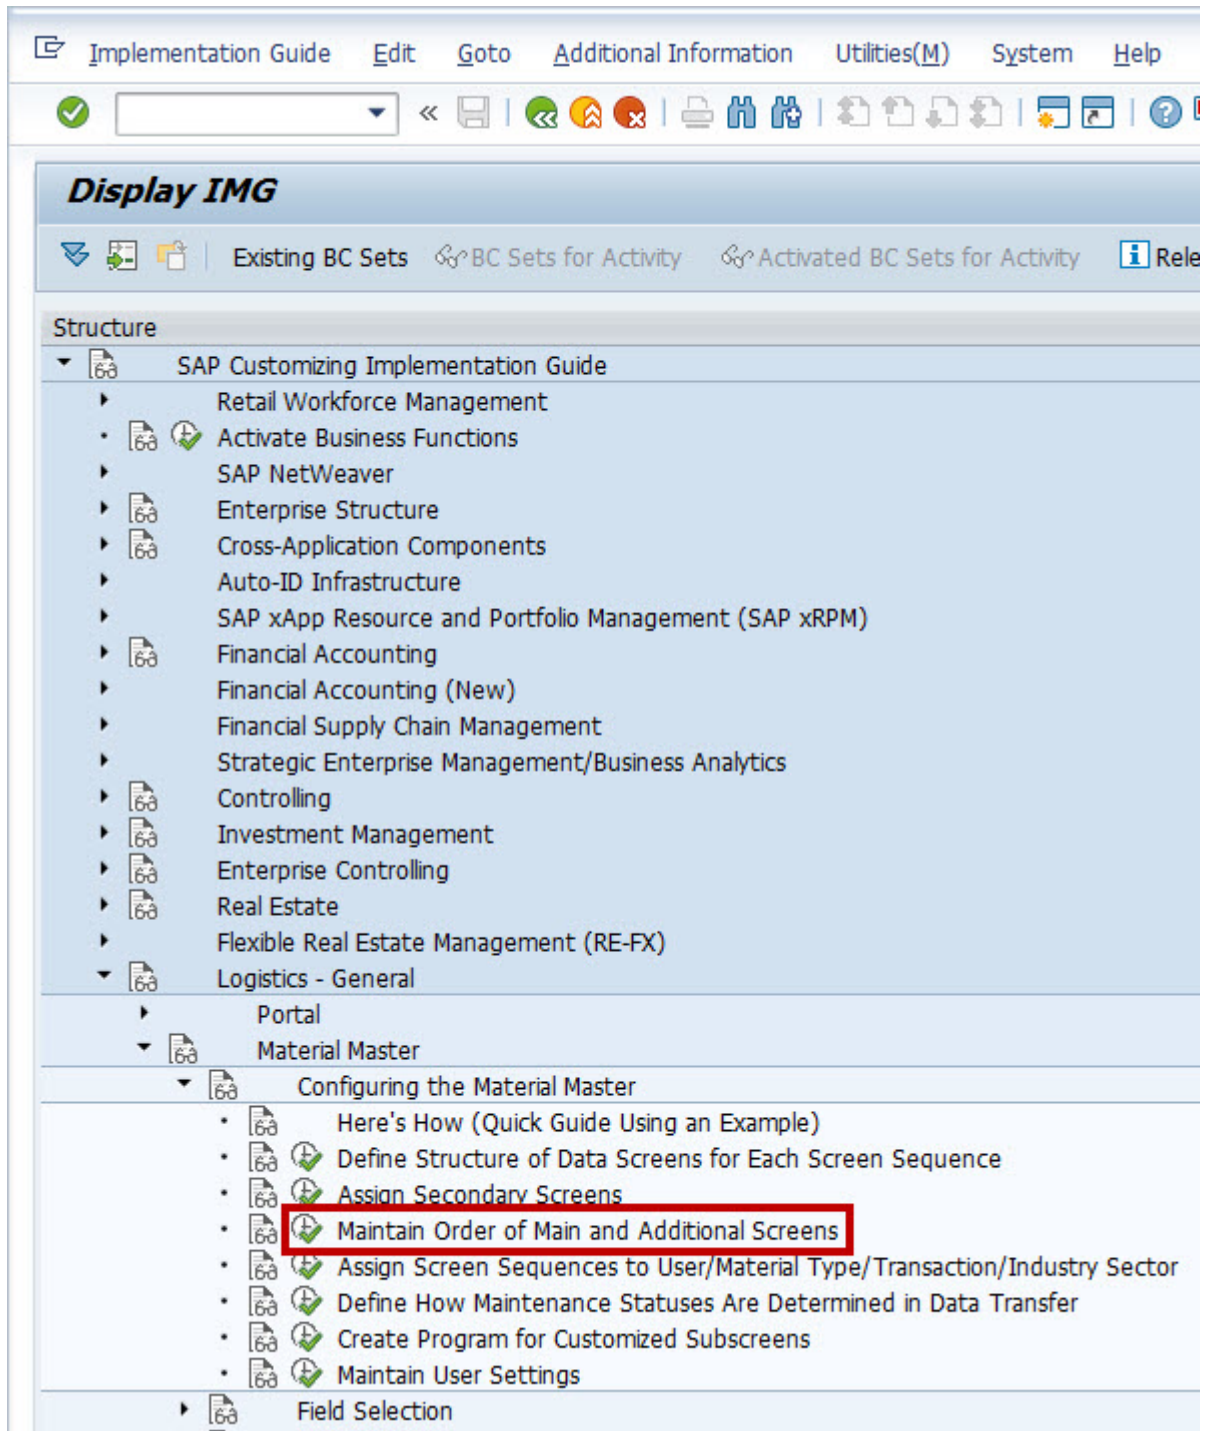 Implementation Guide Edit Goto Additional Information Utilities(M) System Help
Display IMG
Existing BC Sets BC Sets for Activity Activated BC Sets for Activity Rele
Structure
SAP Customizing Implementation Guide
Retail Workforce Management
Activate Business Functions
SAP NetWeaver
Enterprise Structure
Cross-Application Components
Auto-ID Infrastructure
SAP xApp Resource and Portfolio Management (SAP xRPM)
Financial Accounting
Financial Accounting (New)
Financial Supply Chain Management
Strategic Enterprise Management/Business Analytics
Controlling
Investment Management
Enterprise Controlling
Real Estate
Flexible Real Estate Management (RE-FX)
Logistics - General
Portal
Material Master
Configuring the Material Master
Here's How (Quick Guide Using an Example)
Define Structure of Data Screens for Each Screen Sequence
Assign Secondary Screens
Maintain Order of Main and Additional Screens
Assign Screen Sequences to User/Material Type/Transaction/Industry Sector
Define How Maintenance Statuses Are Determined in Data Transfer
Create Program for Customized Subscreens
Maintain User Settings
Field Selection